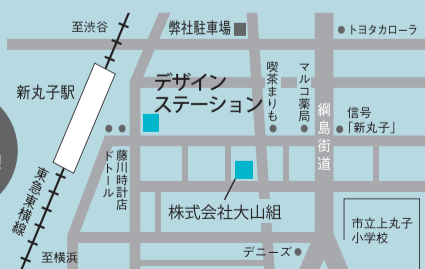 至渋谷
弊社駐車場
トヨタカローラ
新丸子駅
デザイン
ステーション
喫茶まりも
マルコ薬局
綱島街道
信号
「新丸子」
藤川時計店
ドトール
東急東横線
株式会社大山組
市立上丸子
小学校
至横浜
デニーズ